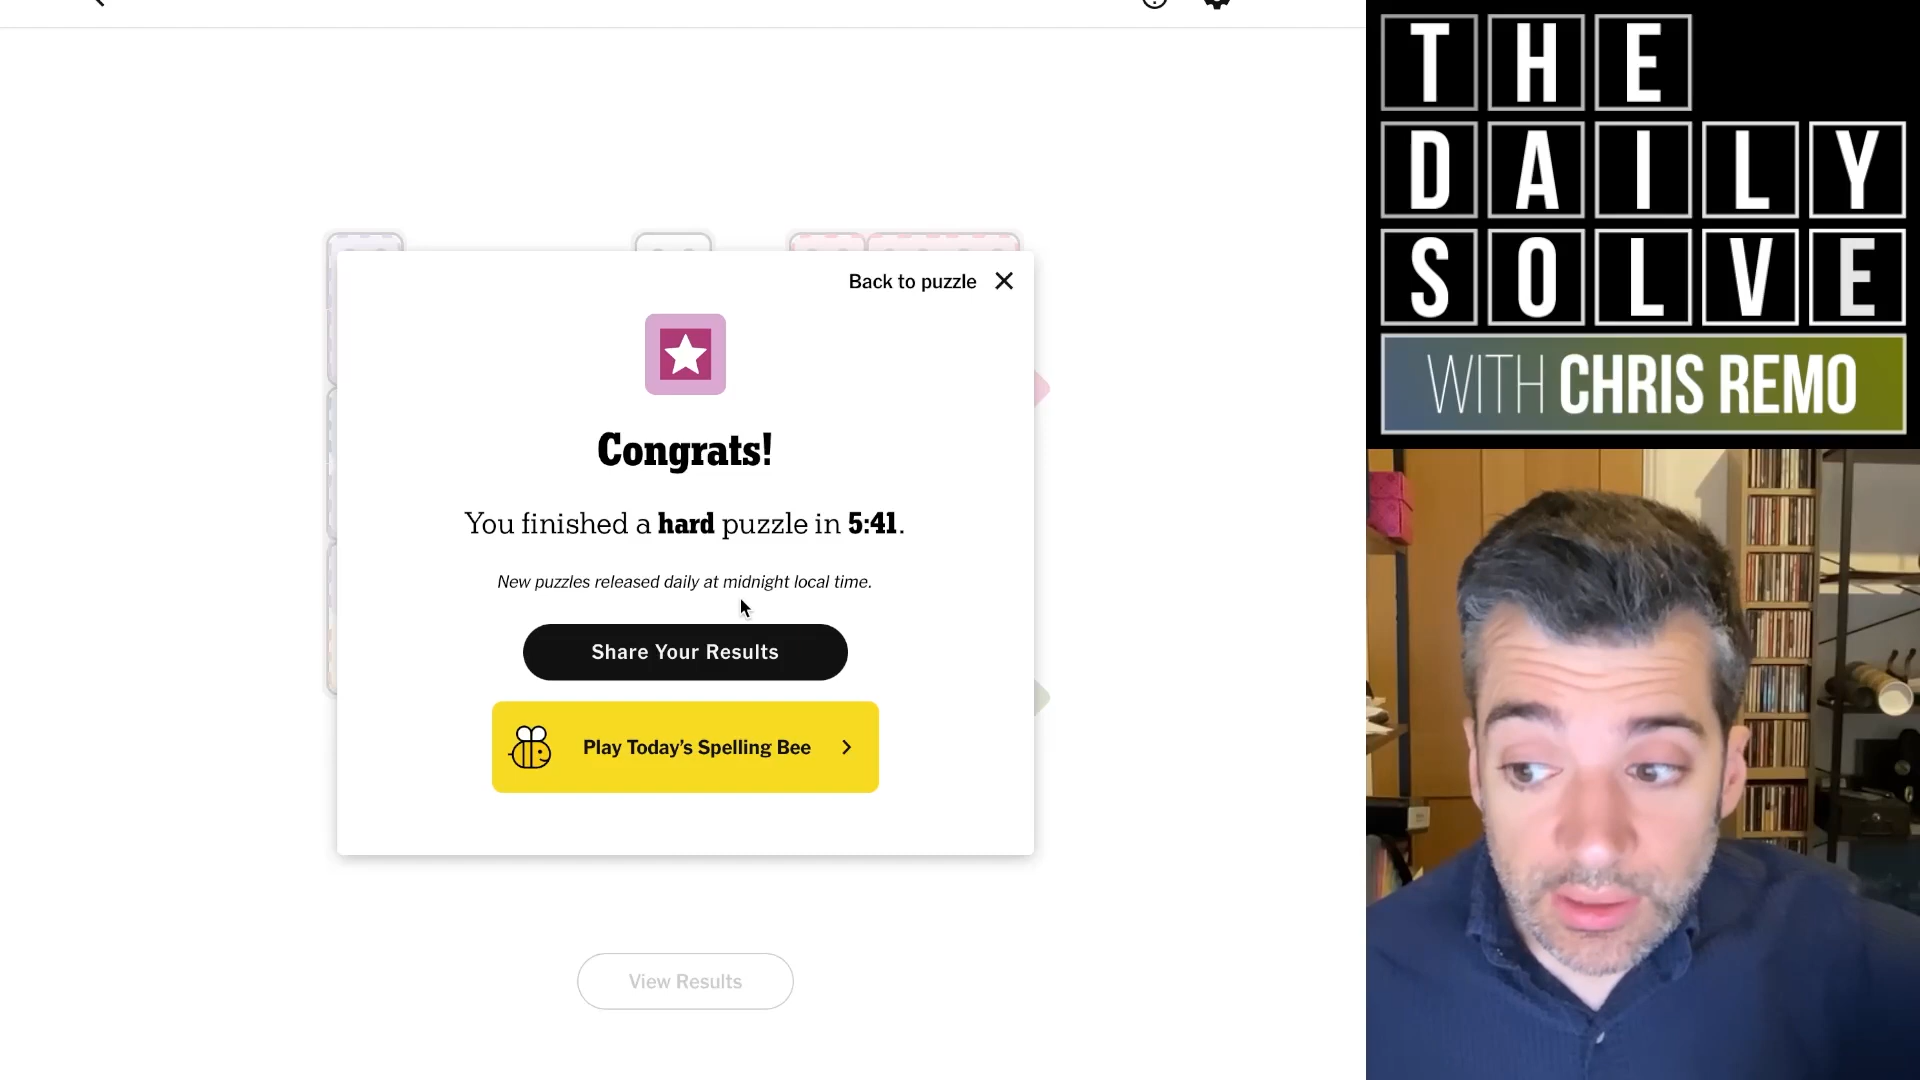 Back to puzzle
Congrats!
You finished a hard puzzle in 5:41.
New puzzles released daily at midnight local time.
Share Your Results
Play Today’s Spelling Bee
View Results
THE
DAILY
SOLVE
WITH CHRIS REMO